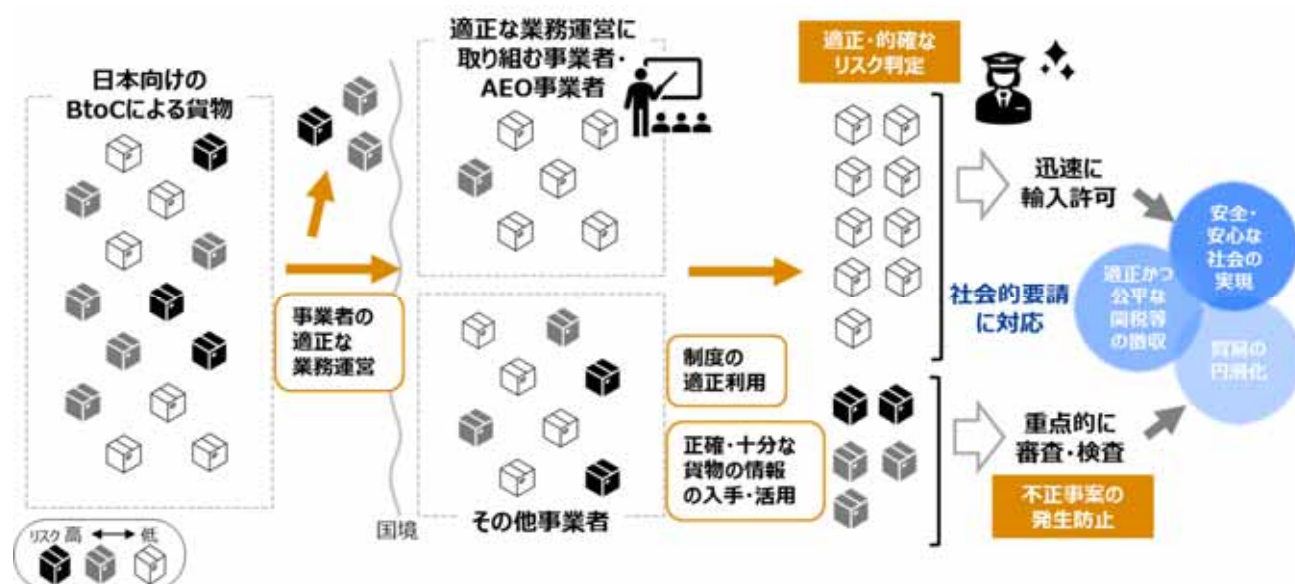 日本向けの
BtoCによる貨物
事業者の
適正な
業務運営
リスク 高 低
国境
適正な業務運営に
取り組む事業者・
AEO事業者
その他事業者
制度の
適正利用
正確・十分な
貨物の情報
の入手・活用
適正・的確な
リスク判定
迅速に
輸入許可
社会的要請
に対応
重点的に
審査・検査
不正事案の
発生防止
安全・
安心な
社会の
実現
適正かつ
公平な
関税等
の徴収
貿易の
円滑化